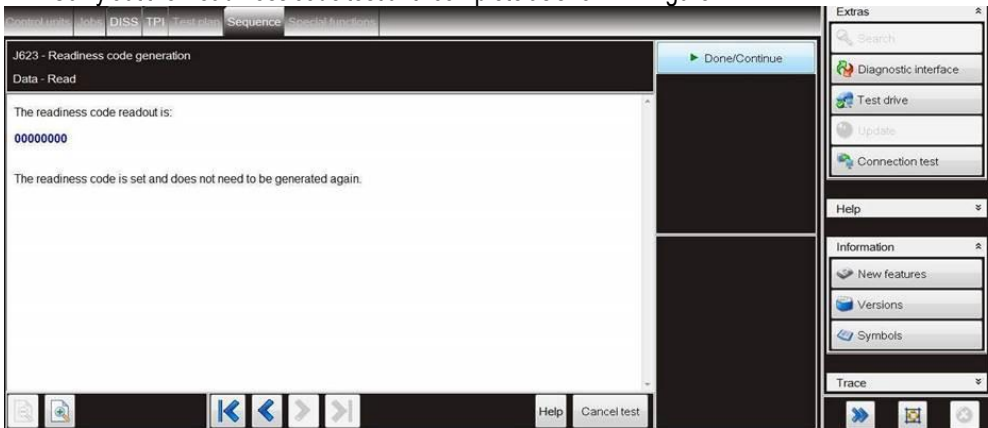 Control units Jobs DISS TPI Test plan Sequence Special functions
J623 - Readiness code generation
Data - Read
The readiness code readout is:
00000000
The readiness code is set and does not need to be generated again.
Done/Continue
Help
Cancel test
Extras
Search
Diagnostic interface
Test drive
Update
Connection test
Help
Information
New features
Versions
Symbols
Trace